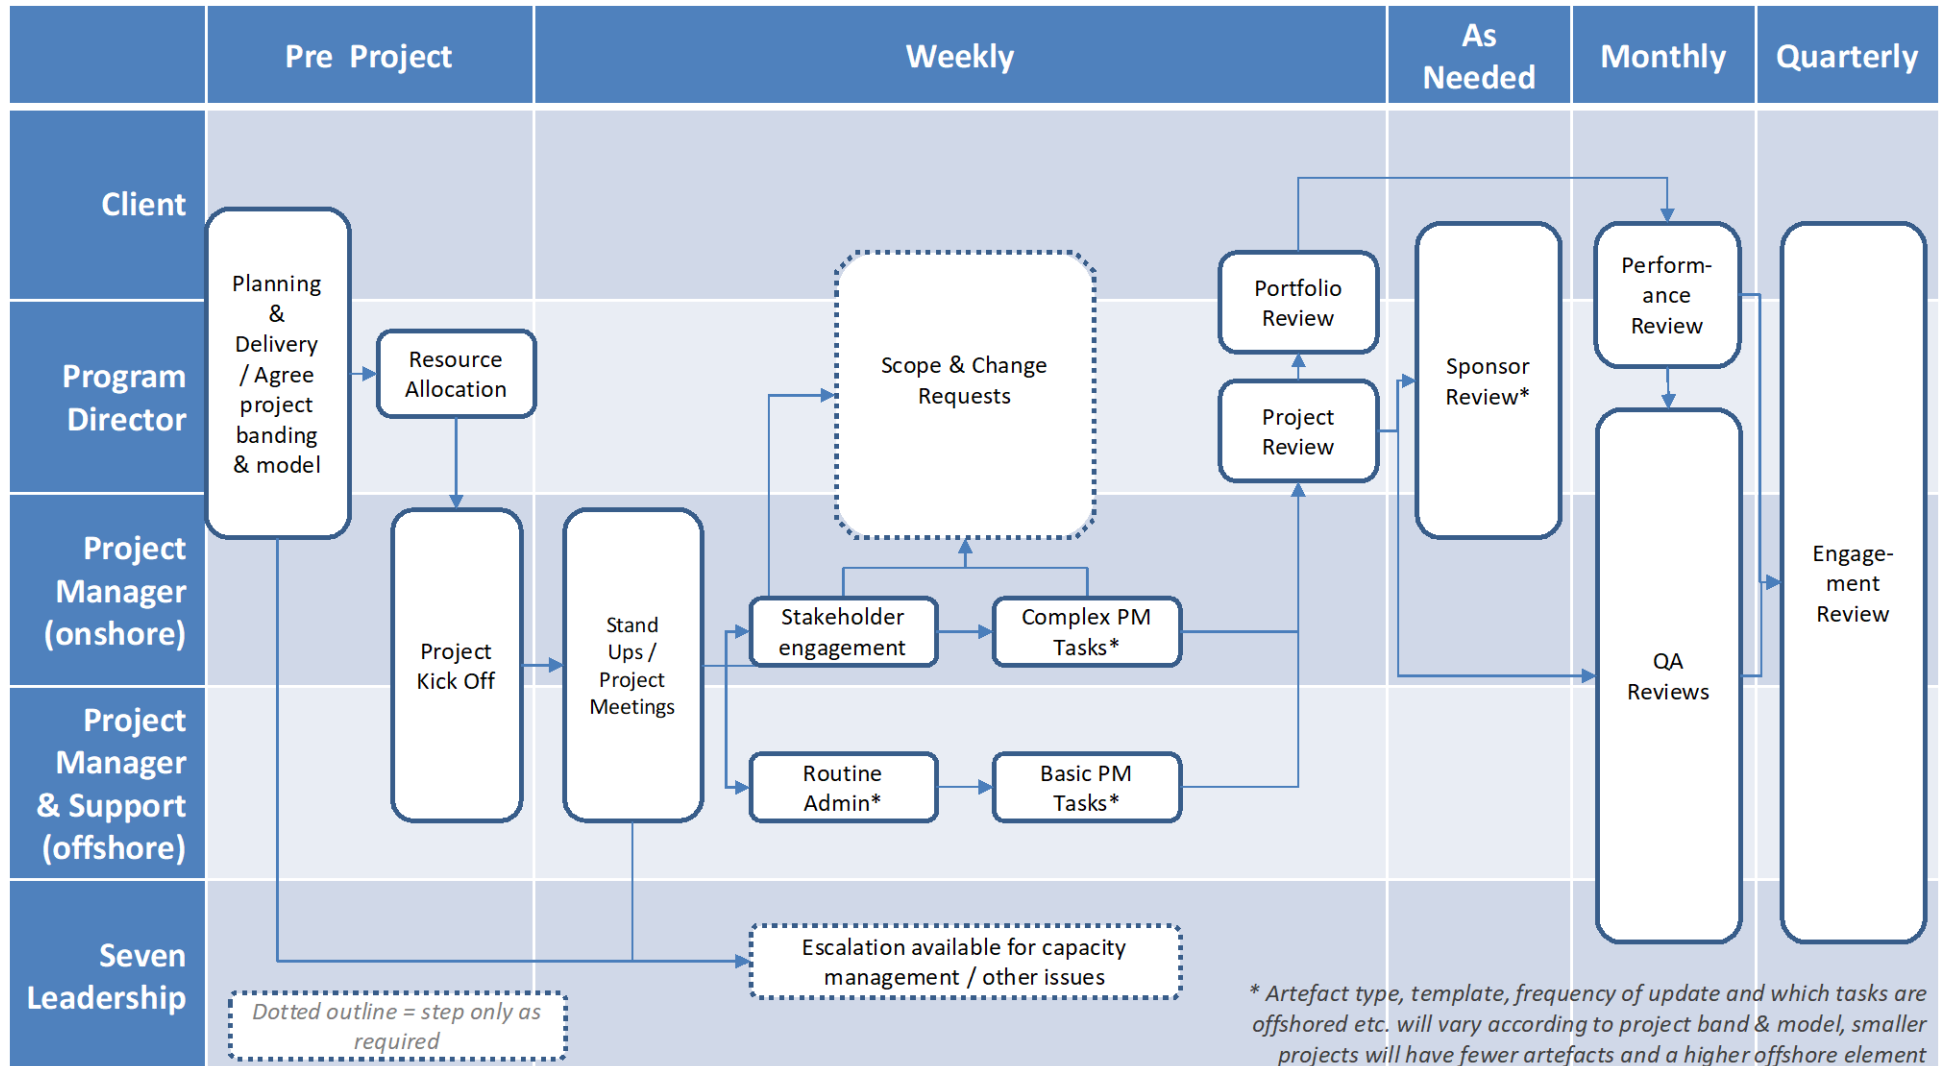 Pre Project
Weekly
As
Needed
Monthly
Quarterly
Client
Program
Director
Project
Manager
(onshore)
Project
Manager
& Support
(offshore)
Seven
Leadership
Planning
&
Delivery
/ Agree
project
banding
& model
Resource
Allocation
Project
Kick Off
Stand
Ups /
Project
Meetings
Scope & Change
Requests
Stakeholder
engagement
Complex PM
Tasks*
Routine
Admin*
Basic PM
Tasks*
Portfolio
Review
Project
Review
Sponsor
Review*
Perform-
ance
Review
QA
Reviews
Engage-
ment
Review
Escalation available for capacity
management / other issues
Dotted outline = step only as
required
* Artefact type, template, frequency of update and which tasks are
offshored etc. will vary according to project band & model, smaller
projects will have fewer artefacts and a higher offshore element